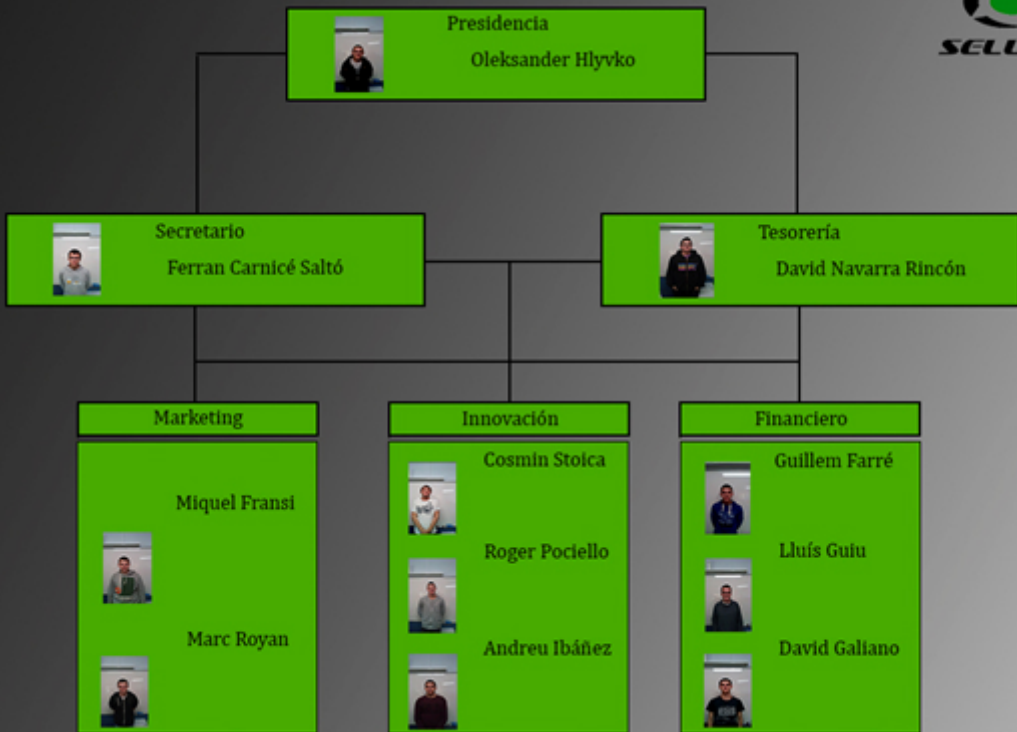 Presidencia
Oleksander Hlyvko
Secretario
Ferran Carnicé Saltó
Tesorería
David Navarra Rincón
Marketing
Miquel Fransi
Marc Royan
Innovación
Cosmin Stoica
Roger Pociello
Andreu Ibáñez
Financiero
Guillem Farré
Lluís Guiu
David Galiano